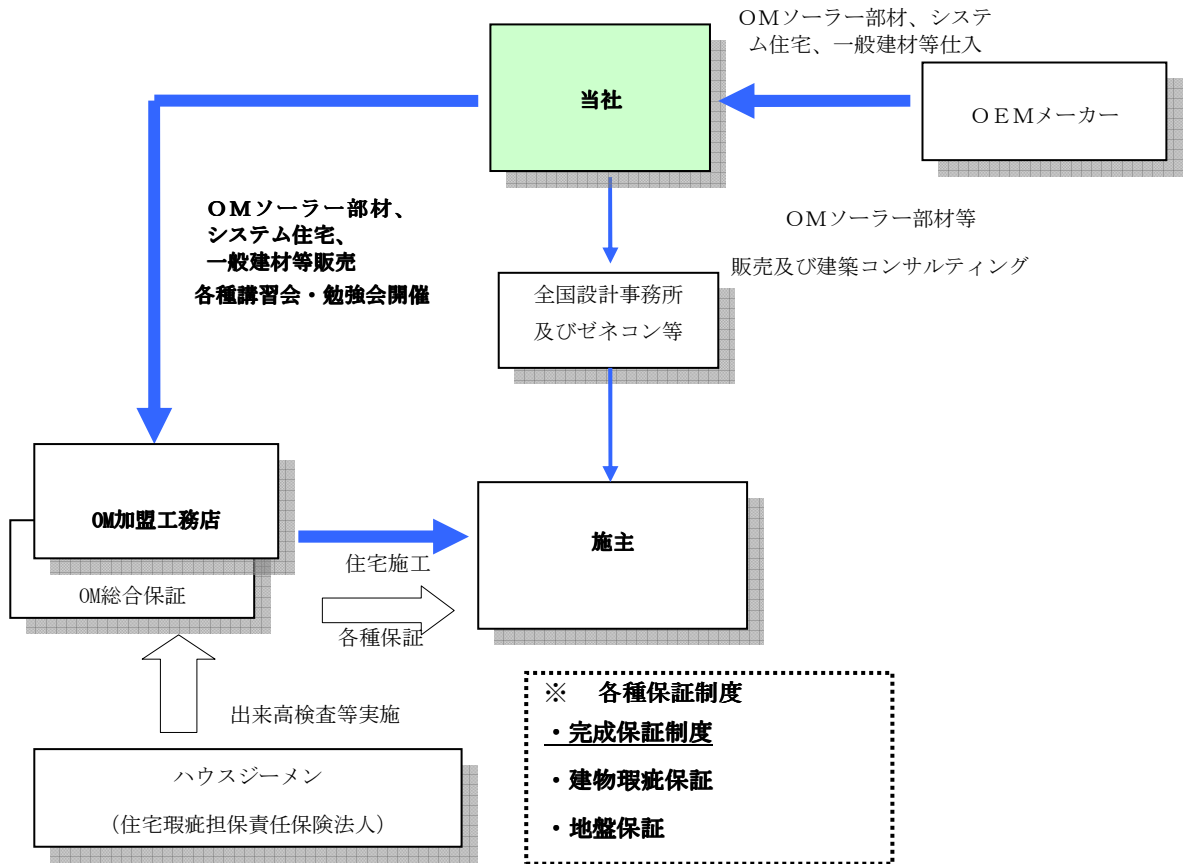 OMソーラー部材、システ
ム住宅、一般建材等仕入
当社
OEMメーカー
OMソーラー部材、
システム住宅、
一般建材等販売
各種講習会・勉強会開催
OMソーラー部材等
販売及び建築コンサルティング
全国設計事務所
及びゼネコン等
OM加盟工務店
OM総合保証
住宅施工
各種保証
施主
出来高検査等実施
ハウスジーメン
(住宅瑕疵担保責任保険法人)
※ 各種保証制度
・完成保証制度
・建物瑕疵保証
・地盤保証